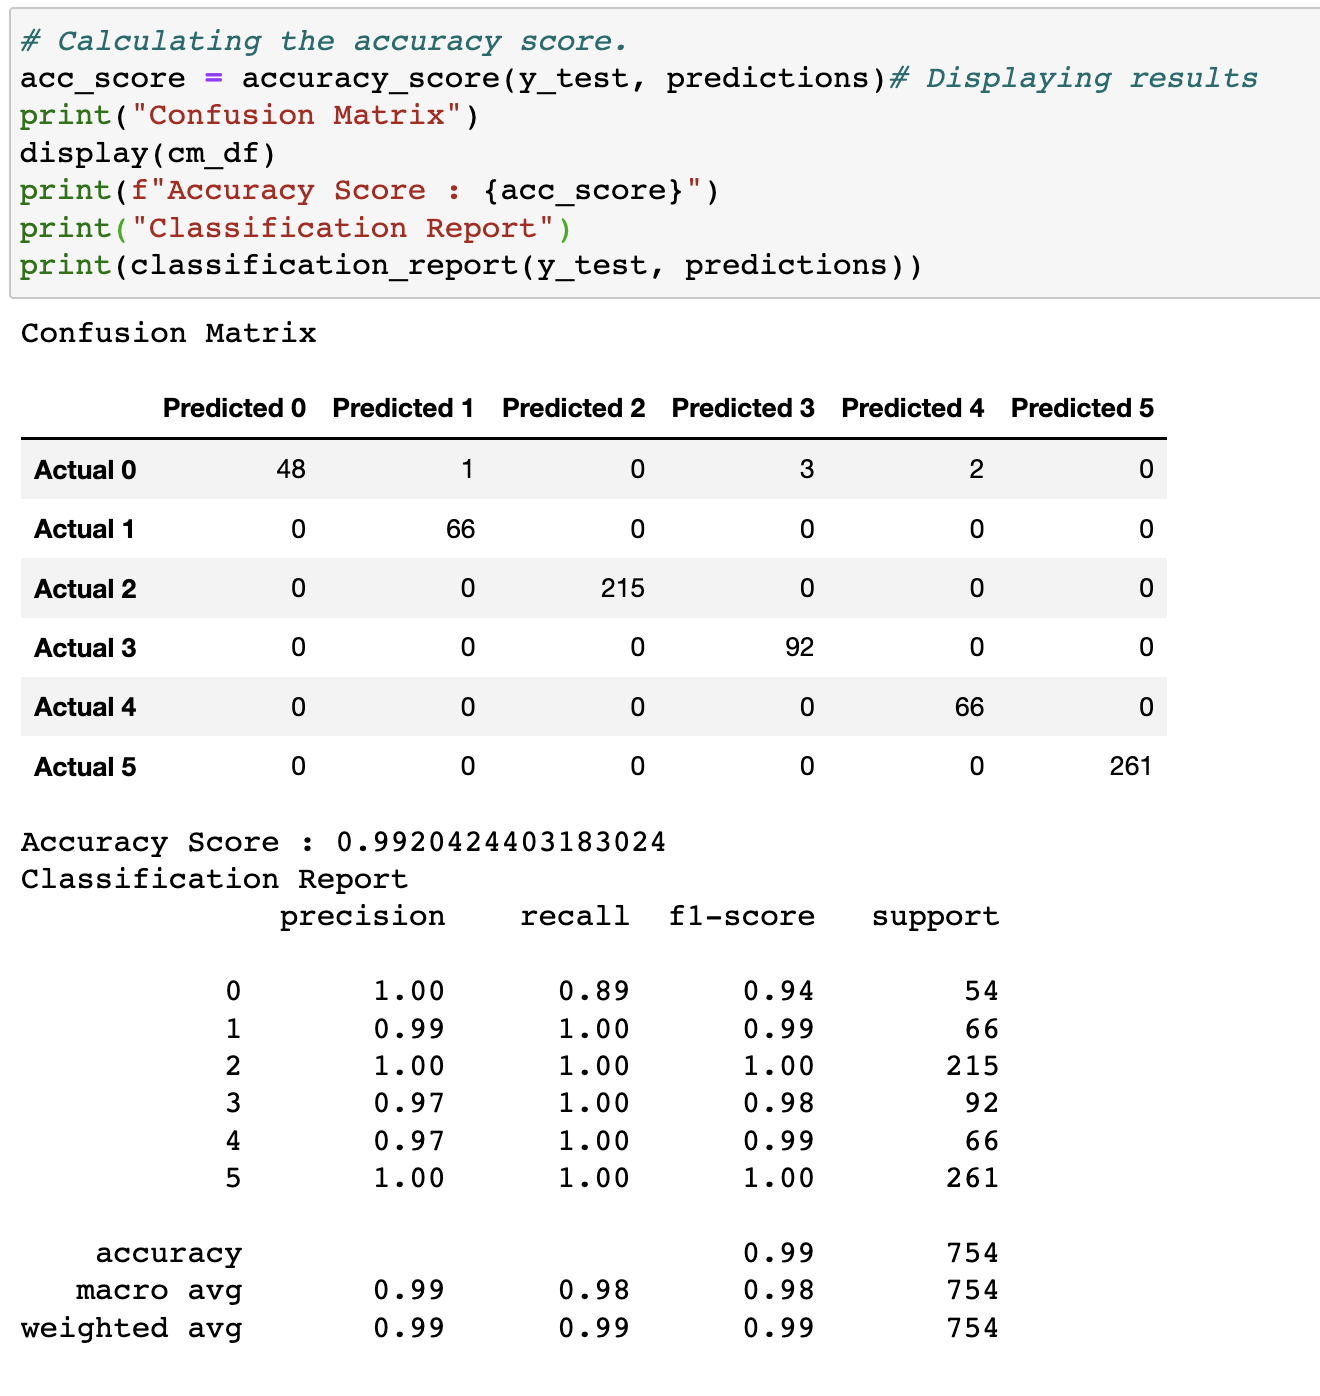 # Calculating the accuracy score.
acc_score = accuracy_score(y_test, predictions)# Displaying results
print("Confusion Matrix")
display(cm_df)
print(f"Accuracy Score : {acc_score}")
print("Classification Report")
print(classification_report(y_test, predictions))
Confusion Matrix
Predicted 0 Predicted 1 Predicted 2 Predicted 3 Predicted 4 Predicted 5
Actual 0 48 1 0 3 2 0
Actual 1 0 66 0 0 0 0
Actual 2 0 0 215 0 0 0
Actual 3 0 0 0 92 0 0
Actual 4 0 0 0 0 66 0
Actual 5 0 0 0 0 0 261
Accuracy Score : 0.9920424403183024
Classification Report
precision recall f1-score support
0 1.00 0.89 0.94 54
1 0.99 1.00 0.99 66
2 1.00 1.00 1.00 215
3 0.97 1.00 0.98 92
4 0.97 1.00 0.99 66
5 1.00 1.00 1.00 261
accuracy 0.99 754
macro avg 0.99 0.98 0.98 754
weighted avg 0.99 0.99 0.99 754